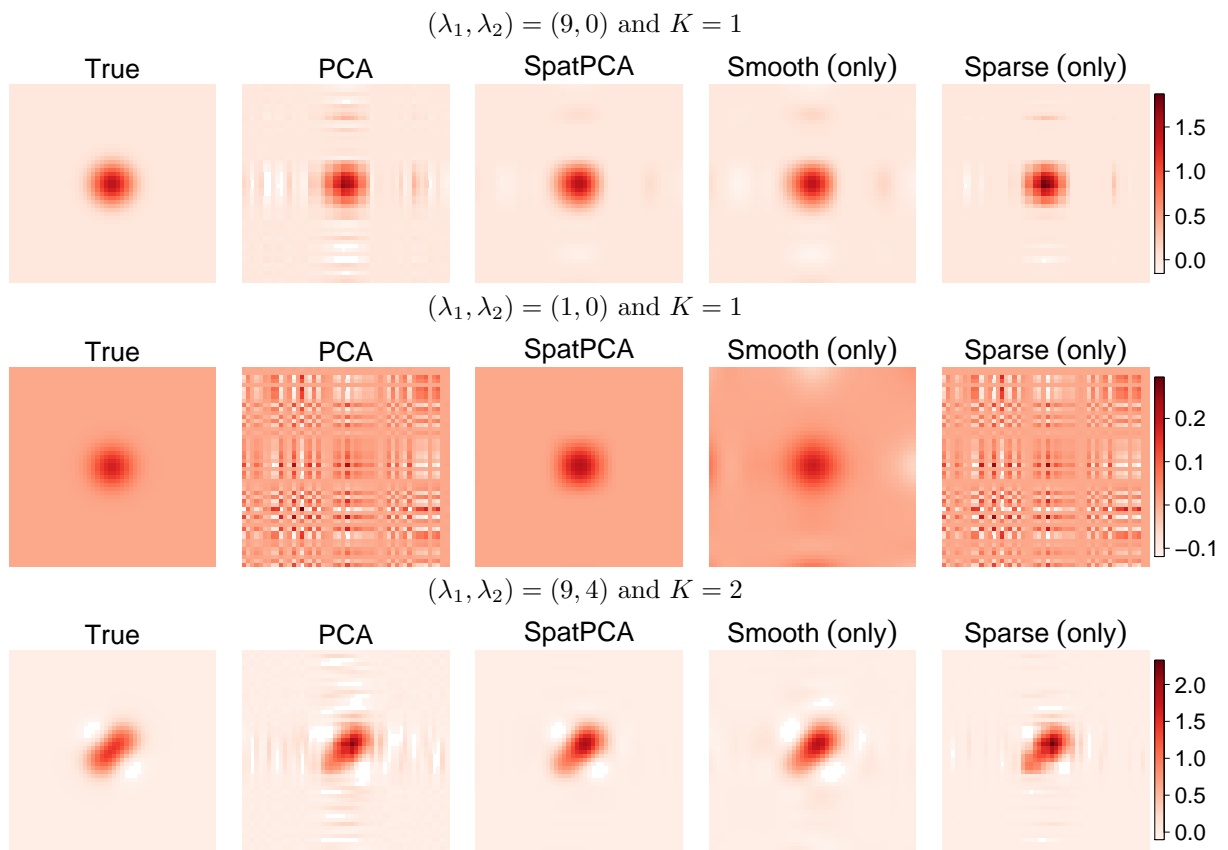 (λ₁, λ₂) = (9, 0) and K = 1
True PCA SpatPCA Smooth (only) Sparse (only)
1.5
1.0
0.5
0.0
(λ₁, λ₂) = (1, 0) and K = 1
True PCA SpatPCA Smooth (only) Sparse (only)
0.2
0.1
0.0
−0.1
(λ₁, λ₂) = (9, 4) and K = 2
True PCA SpatPCA Smooth (only) Sparse (only)
2.0
1.5
1.0
0.5
0.0